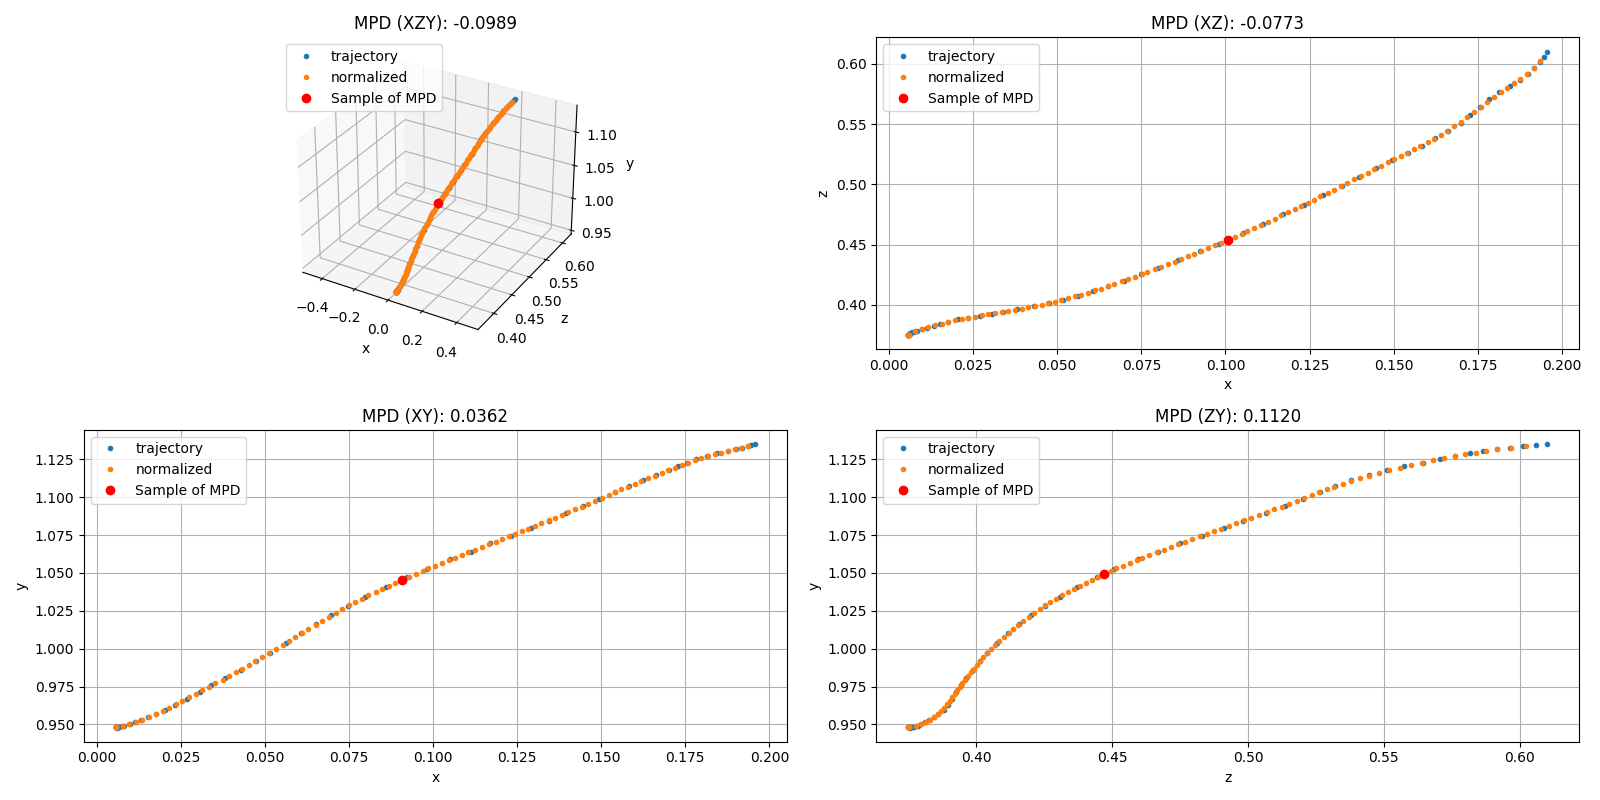 MPD (XZY): -0.0989
trajectory
normalized
Sample of MPD
1.10
1.05
1.00
0.95
y
0.60
0.55
0.50
0.45
0.40
z
−0.4
−0.2
0.0
0.2
0.4
x
MPD (XZ): -0.0773
trajectory
normalized
Sample of MPD
0.60
0.55
0.50
0.45
0.40
z
0.000
0.025
0.050
0.075
0.100
0.125
0.150
0.175
0.200
x
MPD (XY): 0.0362
trajectory
normalized
Sample of MPD
1.125
1.100
1.075
1.050
1.025
1.000
0.975
0.950
y
0.000
0.025
0.050
0.075
0.100
0.125
0.150
0.175
0.200
x
MPD (ZY): 0.1120
trajectory
normalized
Sample of MPD
1.125
1.100
1.075
1.050
1.025
1.000
0.975
0.950
y
0.40
0.45
0.50
0.55
0.60
z